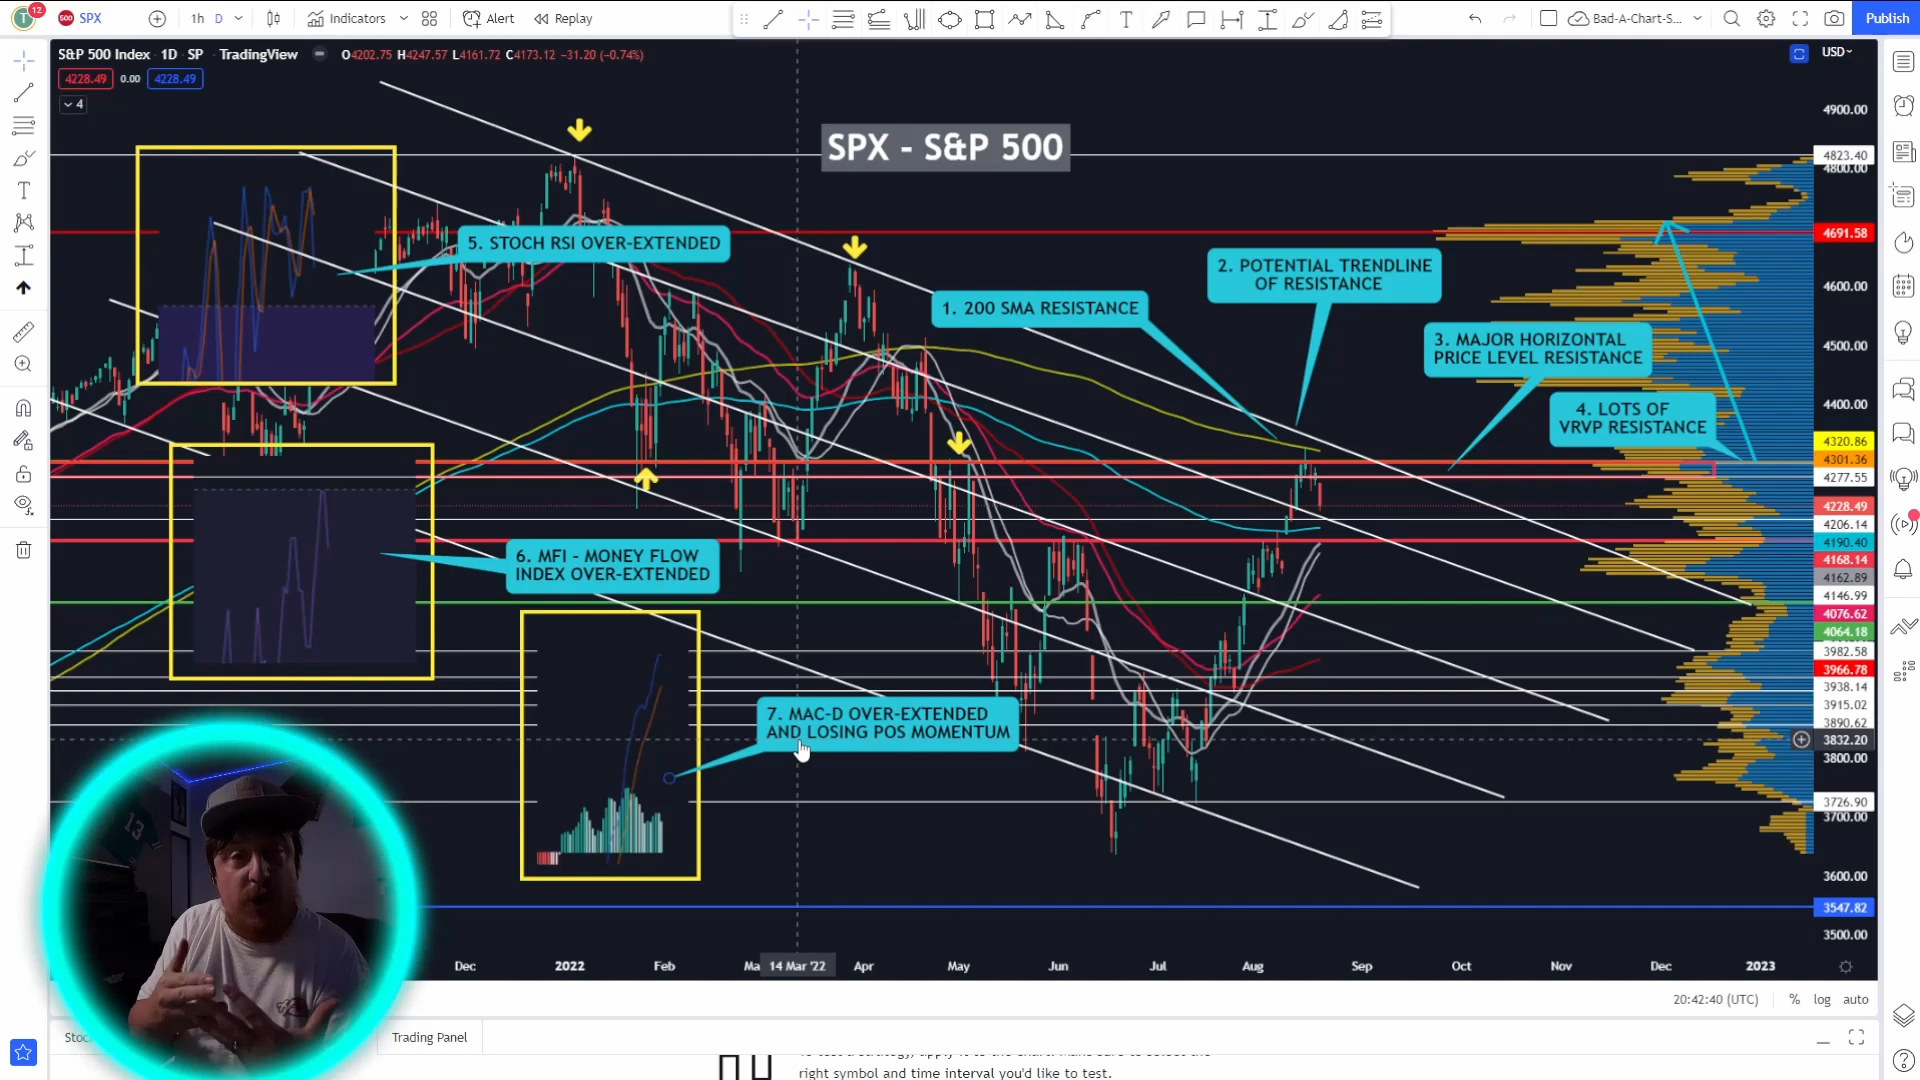 T
12
500
SPX
1h
D
Indicators
Alert
Replay
T
Bad-A-Chart-S...
Publish
S&P 500 Index · 1D · SP · TradingView
O4202.75 H4247.57 L4161.72 C4173.12 −31.20 (−0.74%)
USD
4228.49
0.00
4228.49
4
SPX - S&P 500
5. STOCH RSI OVER-EXTENDED
1. 200 SMA RESISTANCE
2. POTENTIAL TRENDLINE
OF RESISTANCE
3. MAJOR HORIZONTAL
PRICE LEVEL RESISTANCE
4. LOTS OF
VRVP RESISTANCE
6. MFI - MONEY FLOW
INDEX OVER-EXTENDED
7. MAC-D OVER-EXTENDED
AND LOSING POS MOMENTUM
4900.00
4823.40
4800.00
4691.58
4600.00
4500.00
4400.00
4320.86
4301.36
4277.55
4228.49
4206.14
4190.40
4168.14
4162.89
4146.99
4076.62
4064.18
3982.58
3966.78
3938.14
3915.02
3890.62
3832.20
3800.00
3726.90
3700.00
3600.00
3547.82
3500.00
13
Dec
2022
Feb
Ma
14 Mar '22
Apr
May
Jun
Jul
Aug
Sep
Oct
Nov
Dec
2023
20:42:40 (UTC)
%
log
auto
Stoc
Trading Panel
right symbol and time interval you'd like to test.